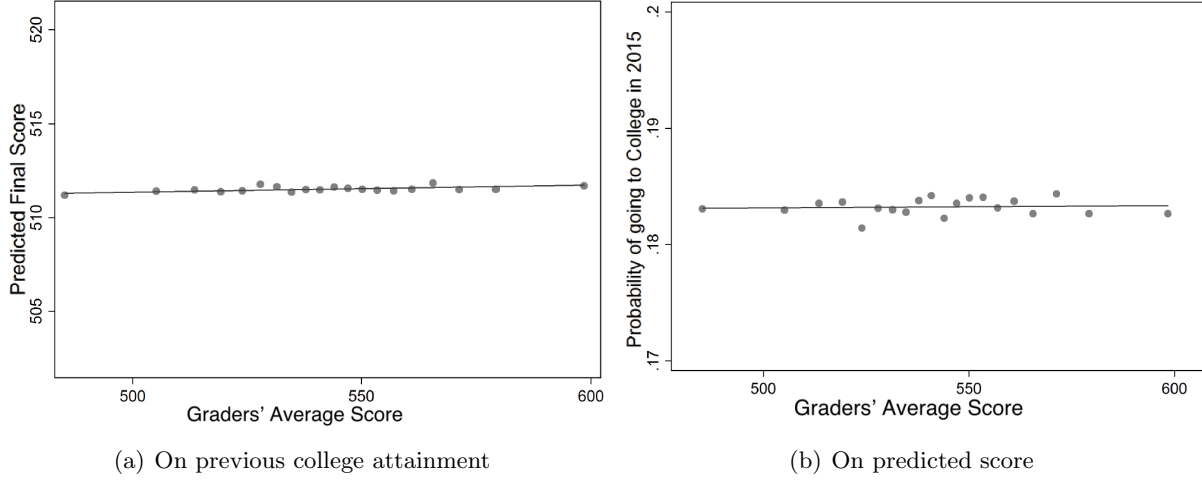 Predicted Final Score
520
515
510
505
500
550
600
Graders' Average Score
(a) On previous college attainment
Probability of going to College in 2015
.2
.19
.18
.17
500
550
600
Graders' Average Score
(b) On predicted score